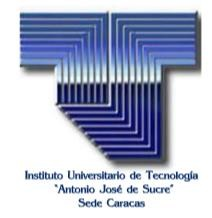 Instituto Universitario de Tecnología
"Antonio José de Sucre"
Sede Caracas